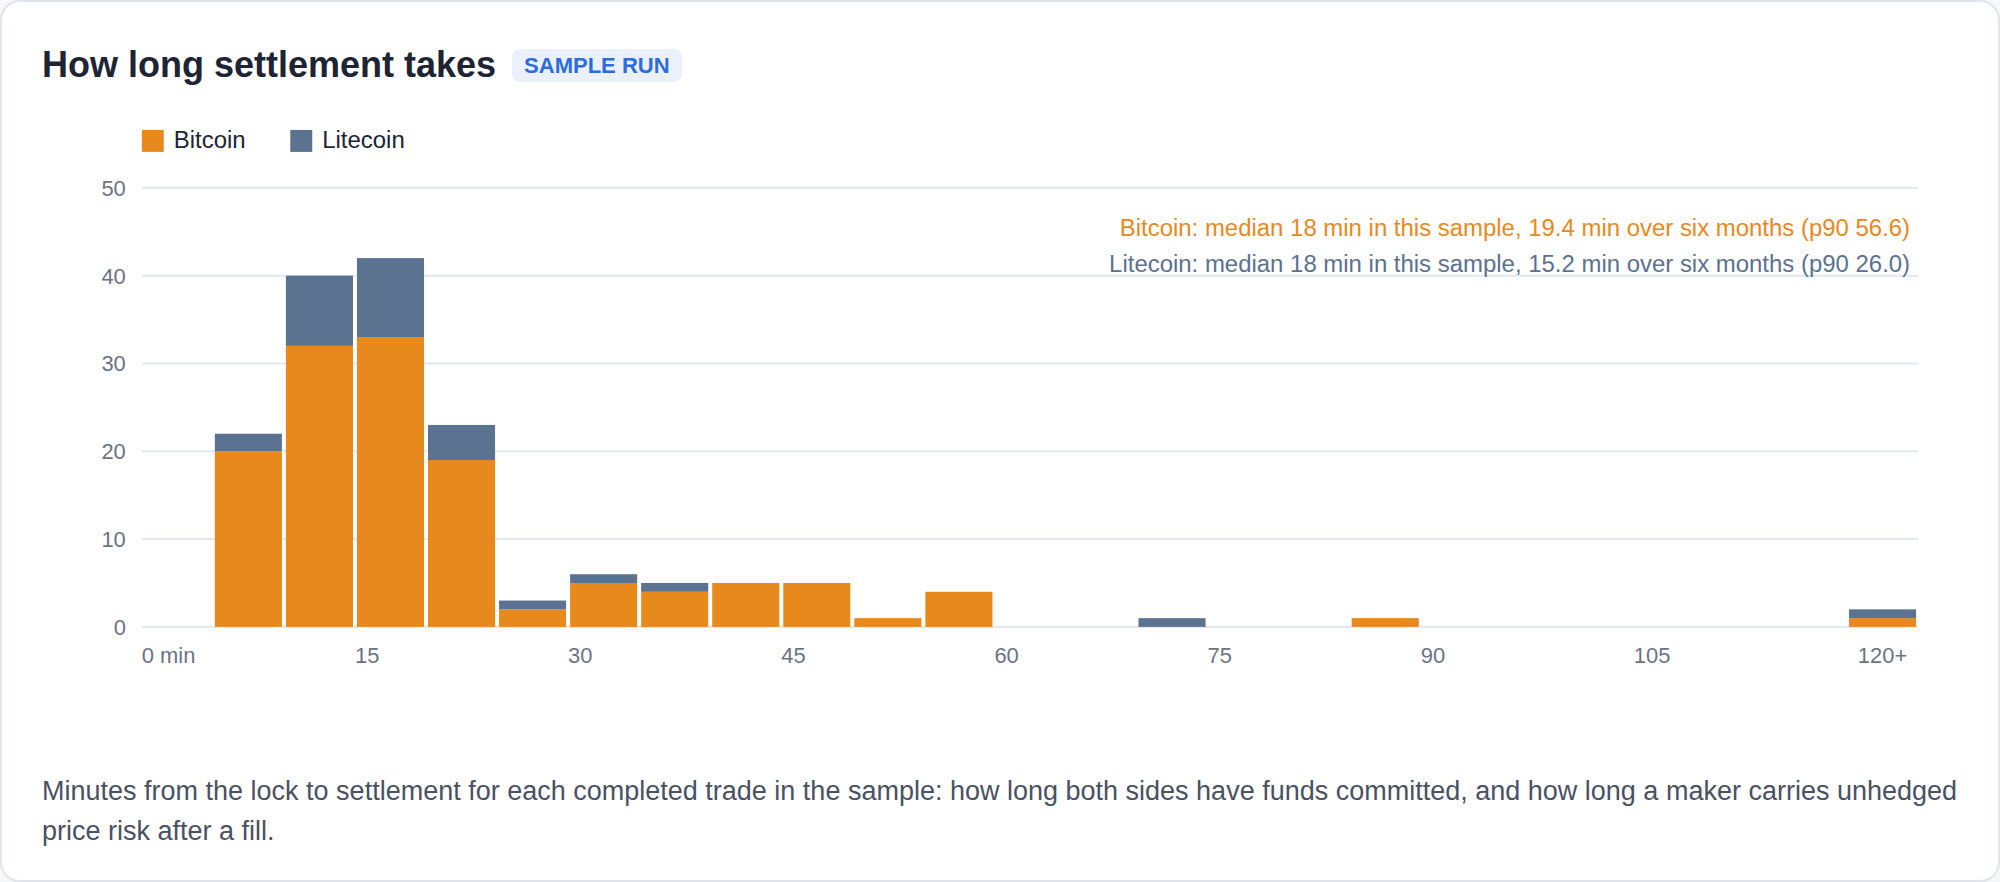 How long settlement takes SAMPLE RUN
Bitcoin Litecoin
50
Bitcoin: median 18 min in this sample, 19.4 min over six months (p90 56.6)
Litecoin: median 18 min in this sample, 15.2 min over six months (p90 26.0)
40
30
20
10
0
0 min 15 30 45 60 75 90 105 120+
Minutes from the lock to settlement for each completed trade in the sample: how long both sides have funds committed, and how long a maker carries unhedged
price risk after a fill.